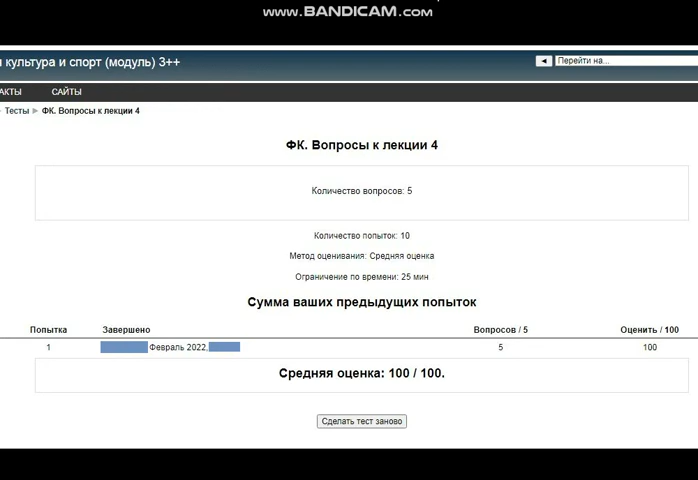 www.BANDICAM.com
культура и спорт (модуль) 3++
◄ Перейти на...
САЙТЫ
Тесты ► ФК. Вопросы к лекции 4
ФК. Вопросы к лекции 4
Количество вопросов: 5
Количество попыток: 10
Метод оценивания: Средняя оценка
Ограничение по времени: 25 мин
Сумма ваших предыдущих попыток
Попытка Завершено Вопросов / 5 Оценить / 100
1 Февраль 2022, 5 100
Средняя оценка: 100 / 100.
Сделать тест заново